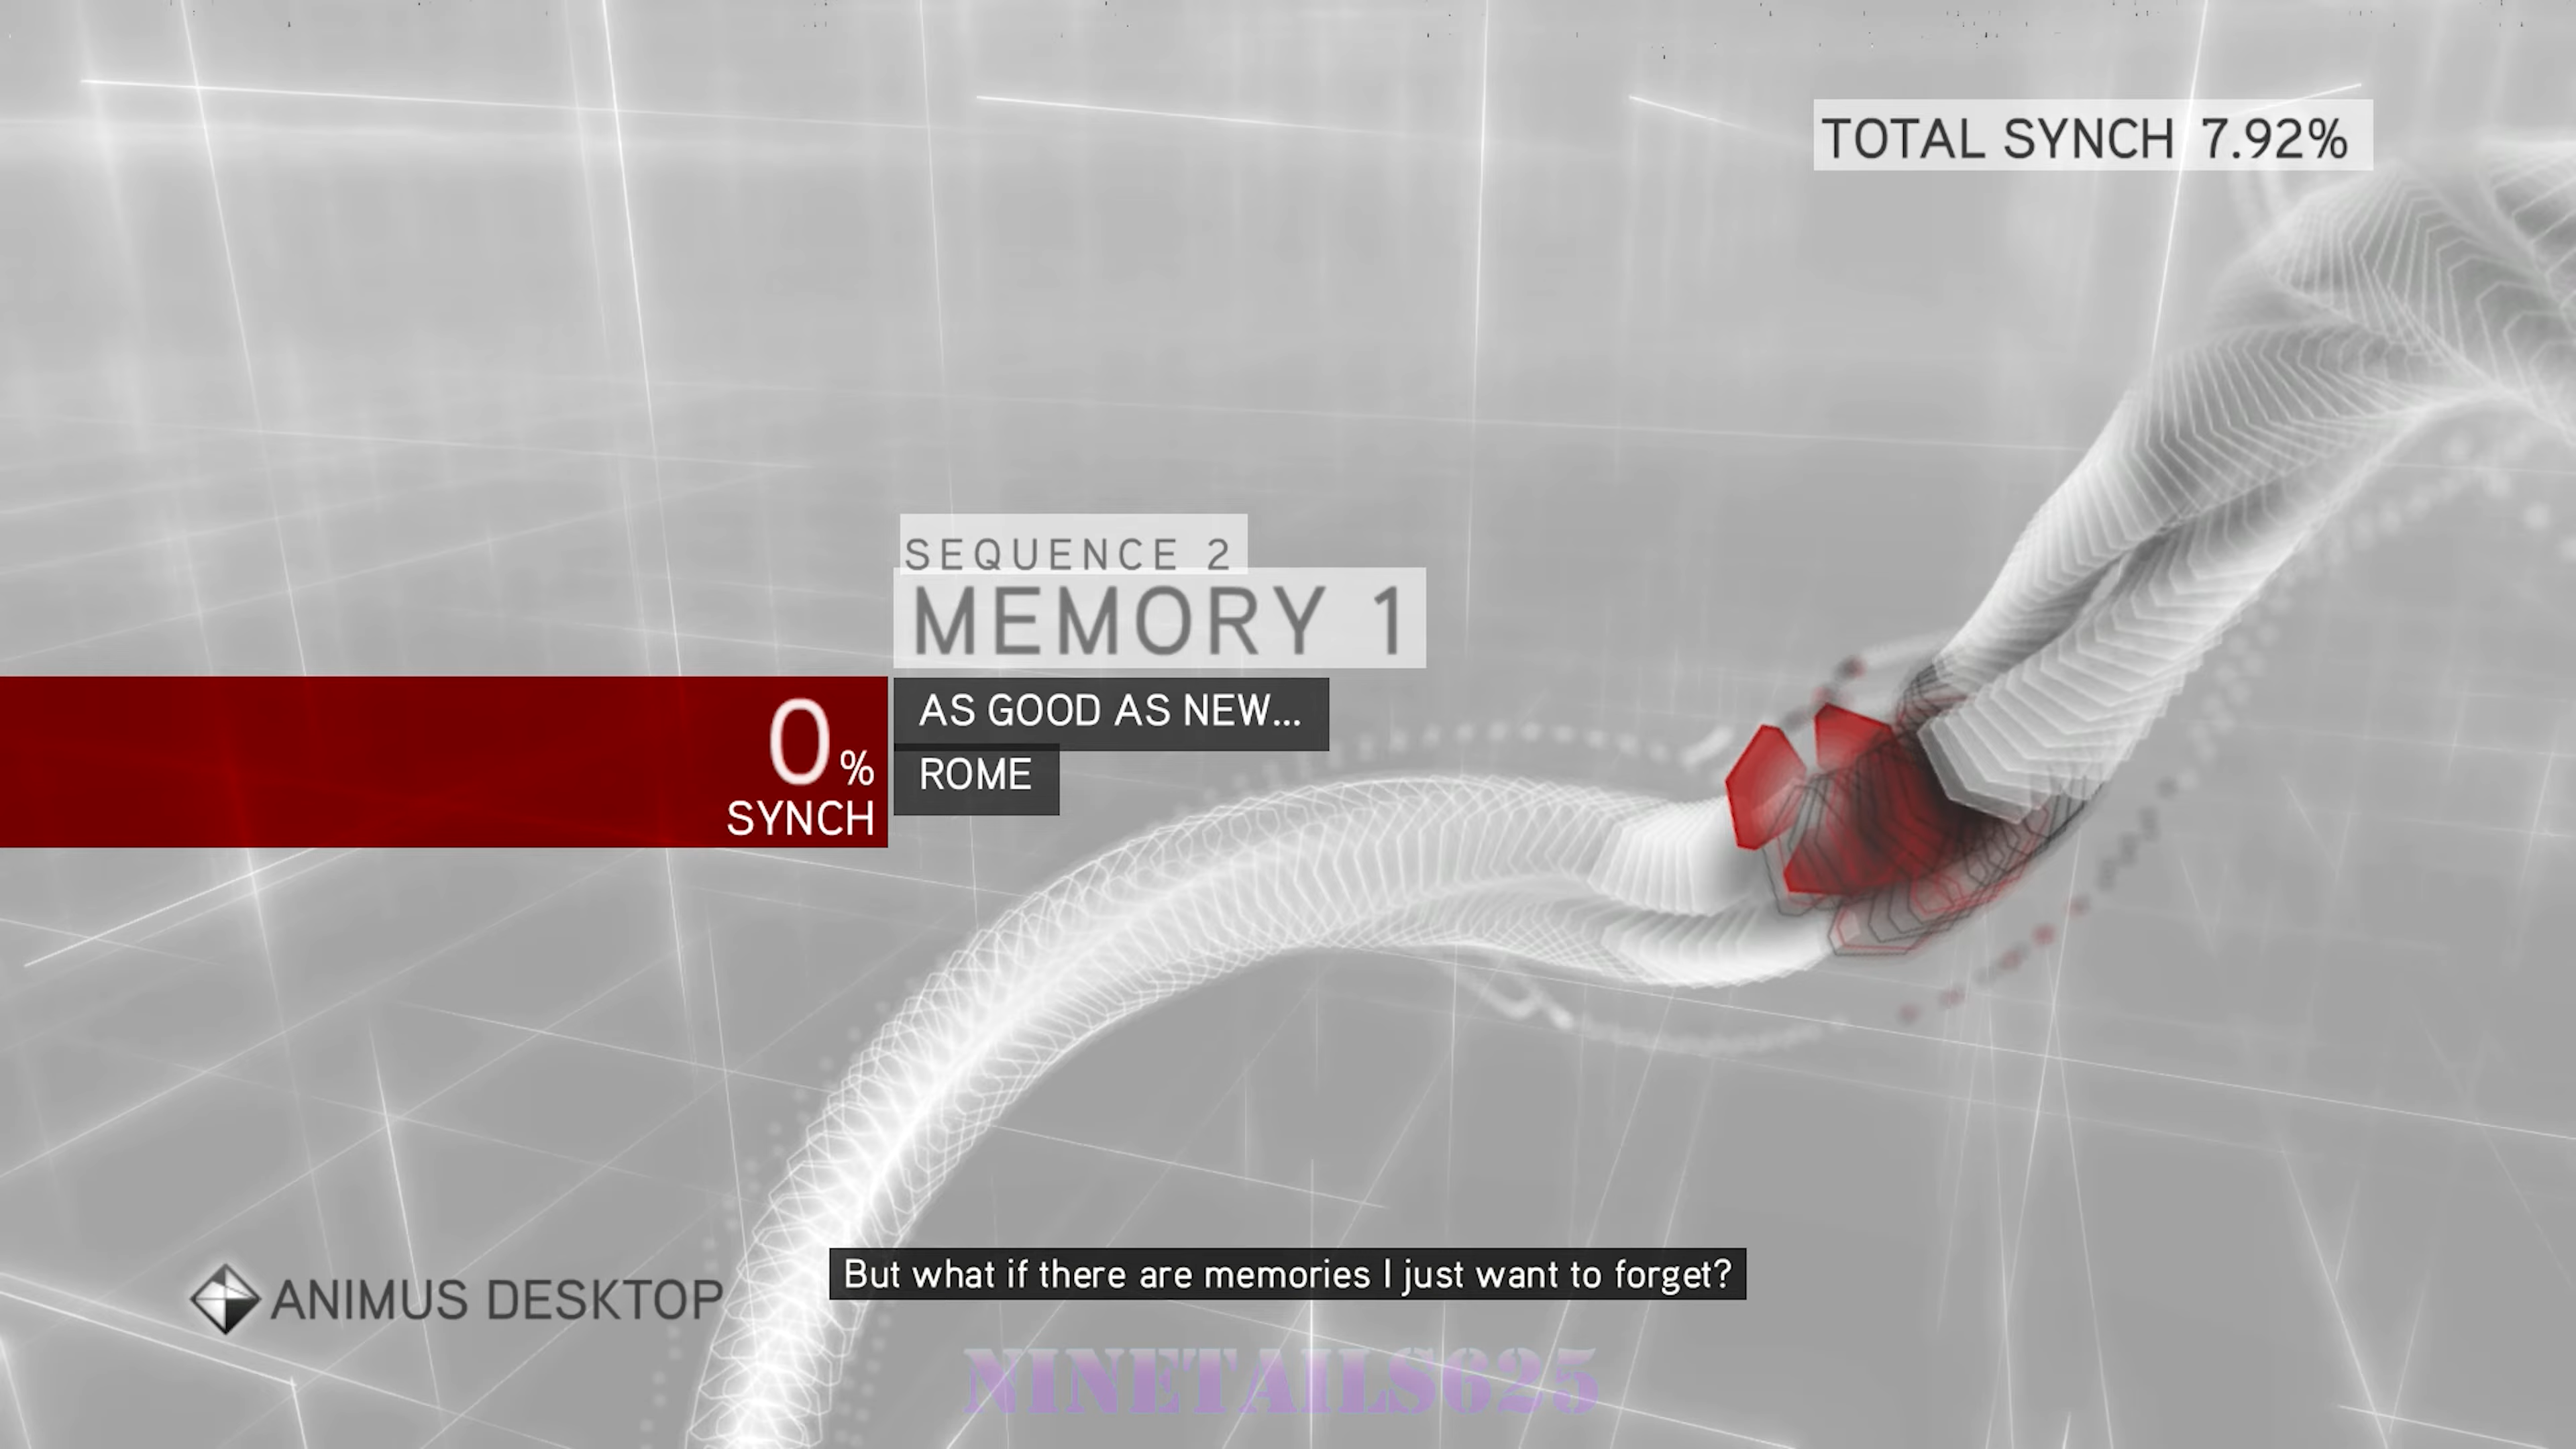 TOTAL SYNCH 7.92%
SEQUENCE 2
MEMORY 1
0%
SYNCH
AS GOOD AS NEW...
ROME
But what if there are memories I just want to forget?
ANIMUS DESKTOP
NINETAILS625